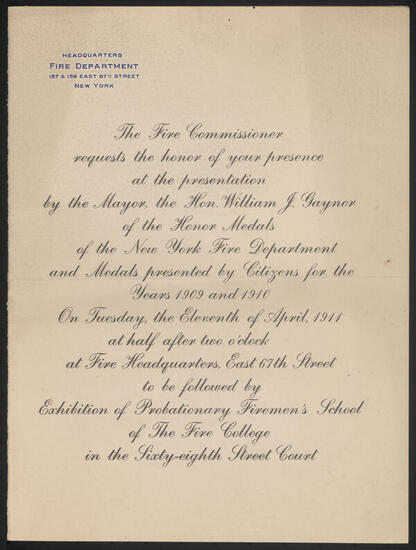 HEADQUARTERS
FIRE DEPARTMENT
157 & 159 EAST 67TH STREET
NEW YORK
The Fire Commissioner
requests the honor of your presence
at the presentation
by the Mayor, the Hon. William J. Gaynor
of the Honor Medals
of the New York Fire Department
and Medals presented by Citizens for the
Years 1909 and 1910
On Tuesday, the Eleventh of April, 1911
at half after two o'clock
at Fire Headquarters, East 67th Street
to be followed by
Exhibition of Probationary Firemen's School
of The Fire College
in the Sixty-eighth Street Court